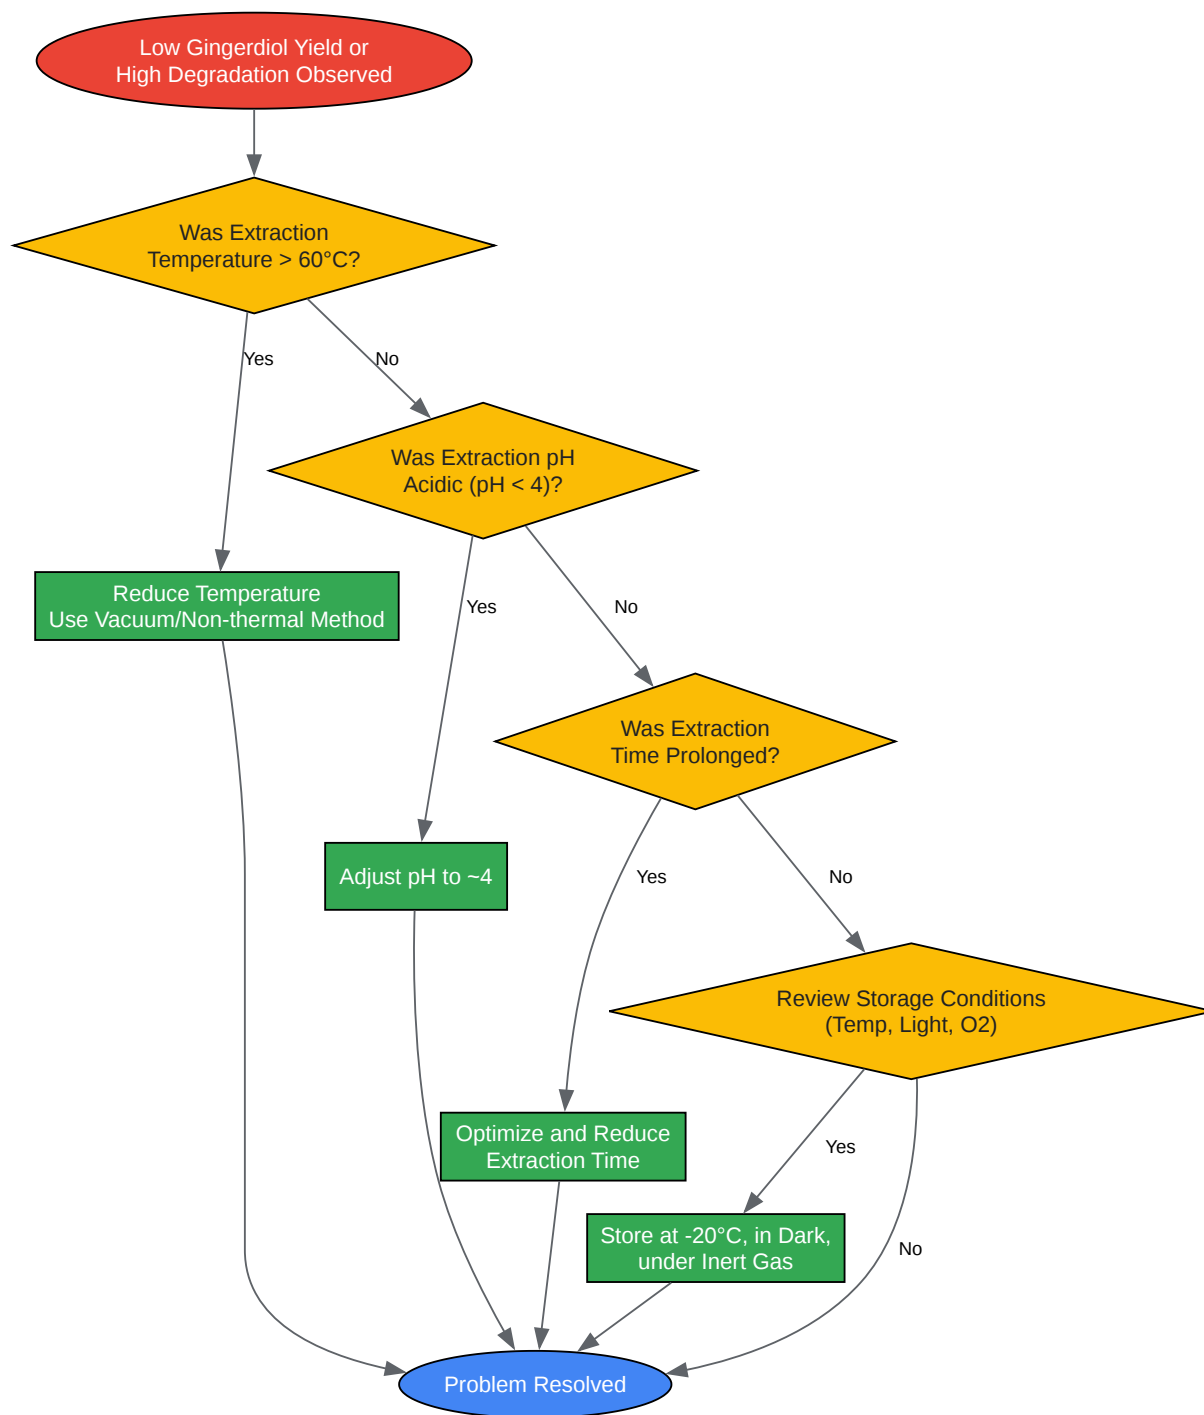 Low Gingerdiol Yield or
High Degradation Observed
Was Extraction
Temperature > 60°C?
Yes
No
Was Extraction pH
Acidic (pH < 4)?
Reduce Temperature
Use Vacuum/Non-thermal Method
Yes
No
Was Extraction
Time Prolonged?
Adjust pH to ~4
Yes
No
Review Storage Conditions
(Temp, Light, O2)
Optimize and Reduce
Extraction Time
Yes
Store at -20°C, in Dark,
under Inert Gas
No
Problem Resolved